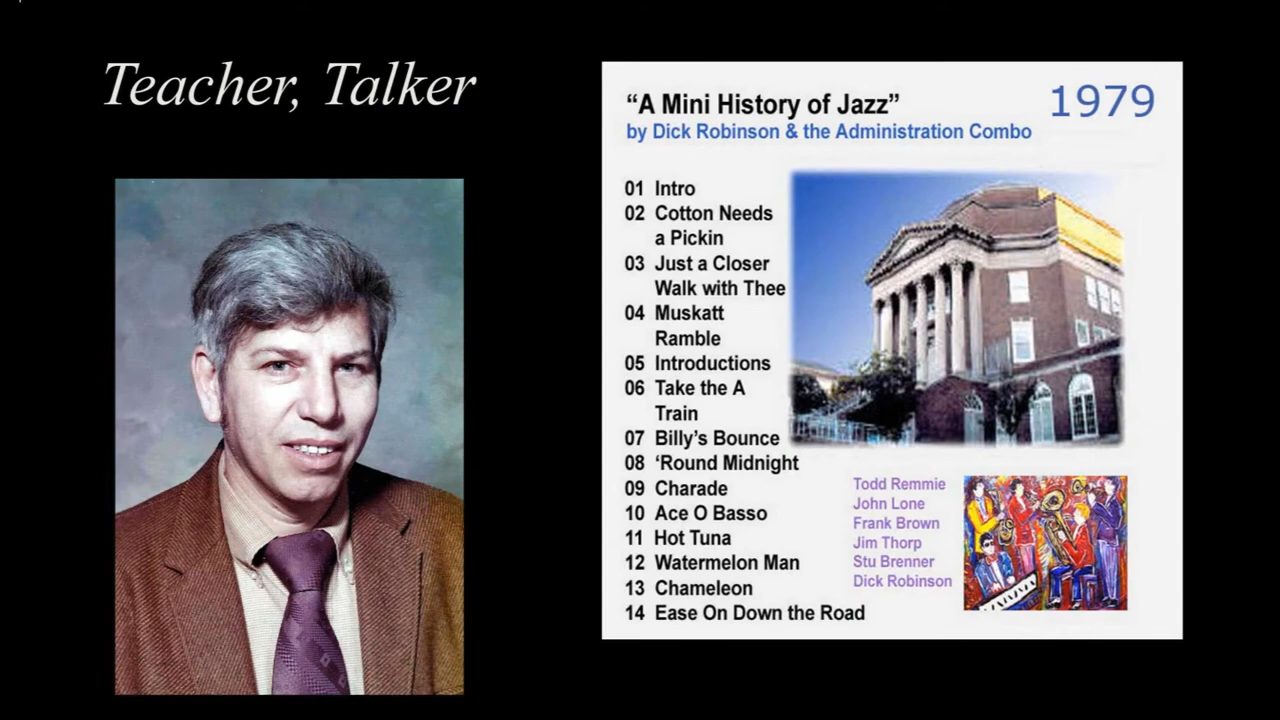 Teacher, Talker
“A Mini History of Jazz”
1979
by Dick Robinson & the Administration Combo
01 Intro
02 Cotton Needs
a Pickin
03 Just a Closer
Walk with Thee
04 Muskatt
Ramble
05 Introductions
06 Take the A
Train
07 Billy’s Bounce
08 ‘Round Midnight
09 Charade
10 Ace O Basso
11 Hot Tuna
12 Watermelon Man
13 Chameleon
14 Ease On Down the Road
Todd Remmie
John Lone
Frank Brown
Jim Thorp
Stu Brenner
Dick Robinson